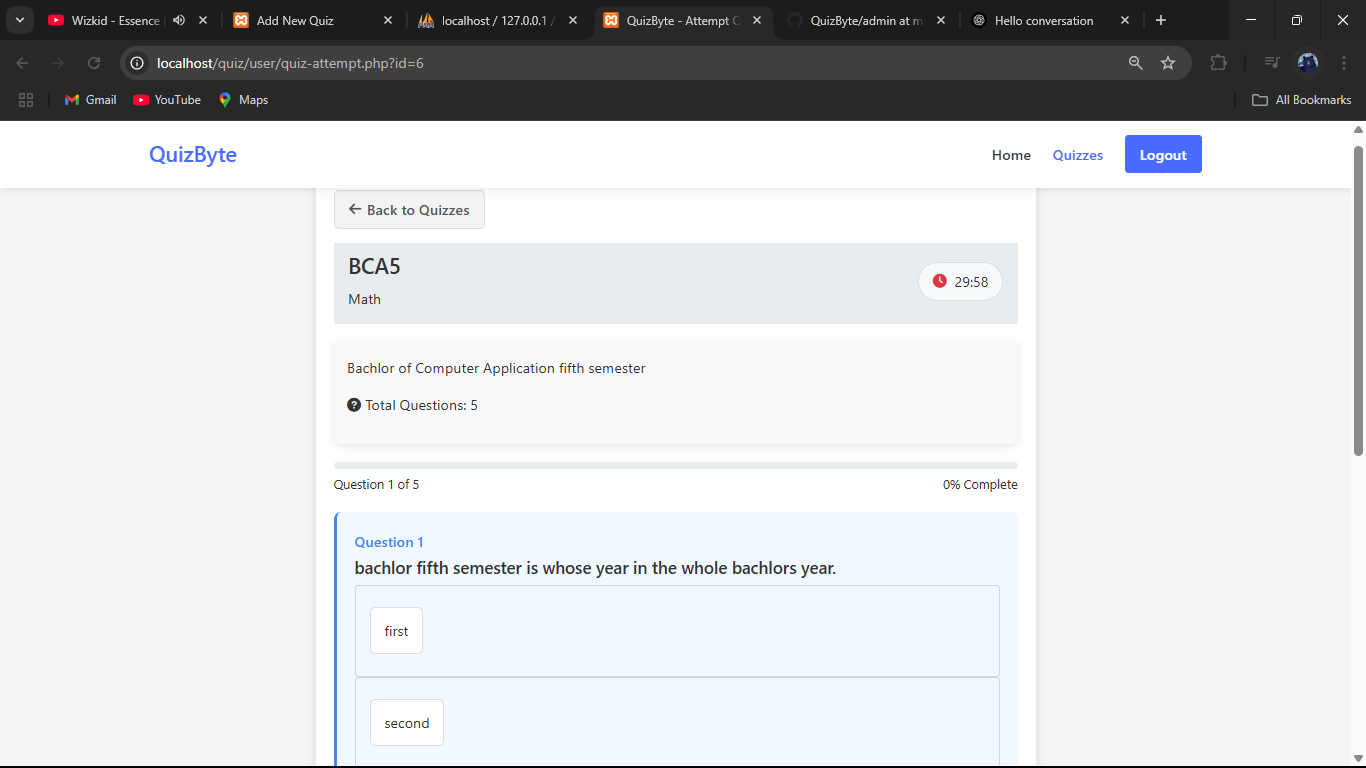 Wizkid - Essence
Add New Quiz
localhost / 127.0.0.1 /
QuizByte - Attempt
QuizByte/admin at m
Hello conversation
localhost/quiz/user/quiz-attempt.php?id=6
Gmail
YouTube
Maps
All Bookmarks
QuizByte
Home
Quizzes
Logout
Back to Quizzes
BCA5
Math
29:58
Bachlor of Computer Application fifth semester
Total Questions: 5
Question 1 of 5
0% Complete
Question 1
bachlor fifth semester is whose year in the whole bachlors year.
first
second